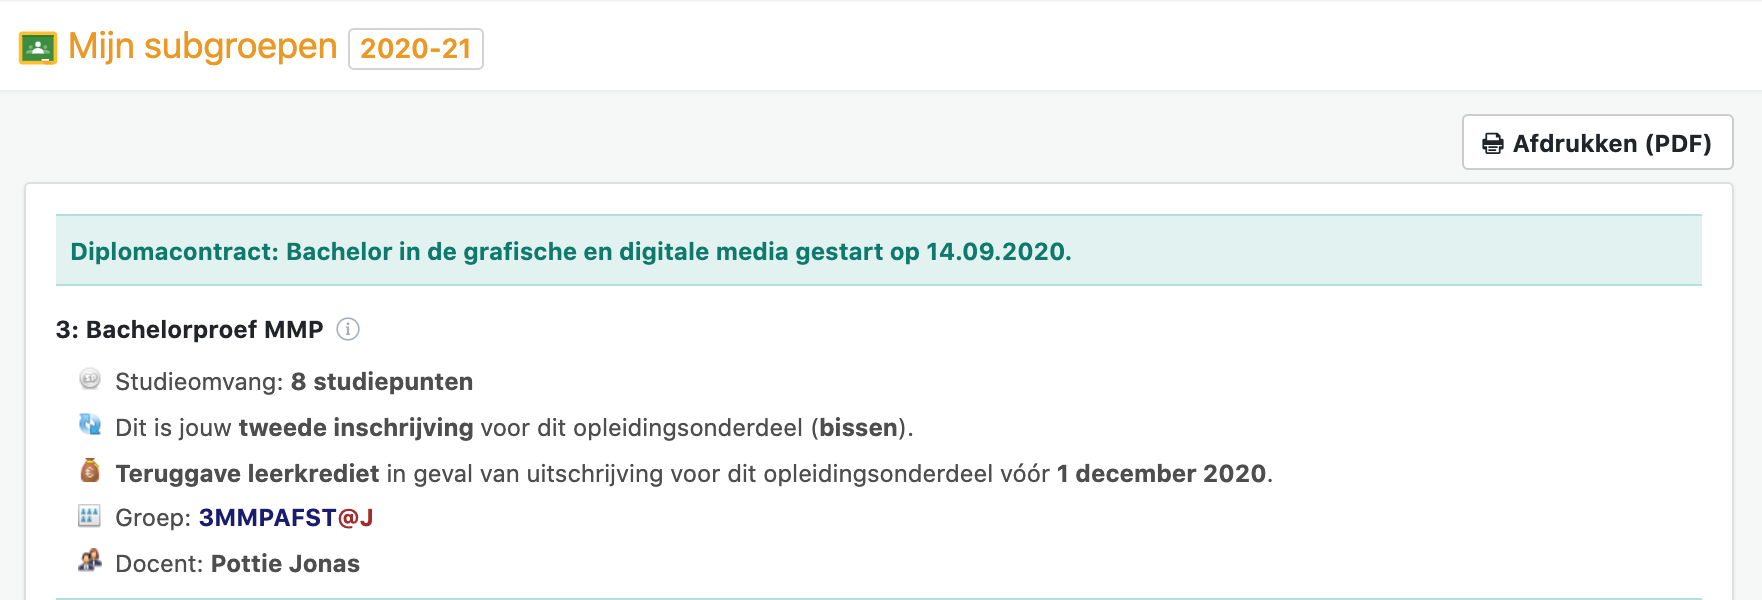 Mijn subgroepen 2020-21
Afdrukken (PDF)
Diplomacontract: Bachelor in de grafische en digitale media gestart op 14.09.2020.
3: Bachelorproef MMP
Studieomvang: 8 studiepunten
Dit is jouw tweede inschrijving voor dit opleidingsonderdeel (bissen).
Teruggave leerkrediet in geval van uitschrijving voor dit opleidingsonderdeel vóór 1 december 2020.
Groep: 3MMPAFST@J
Docent: Pottie Jonas